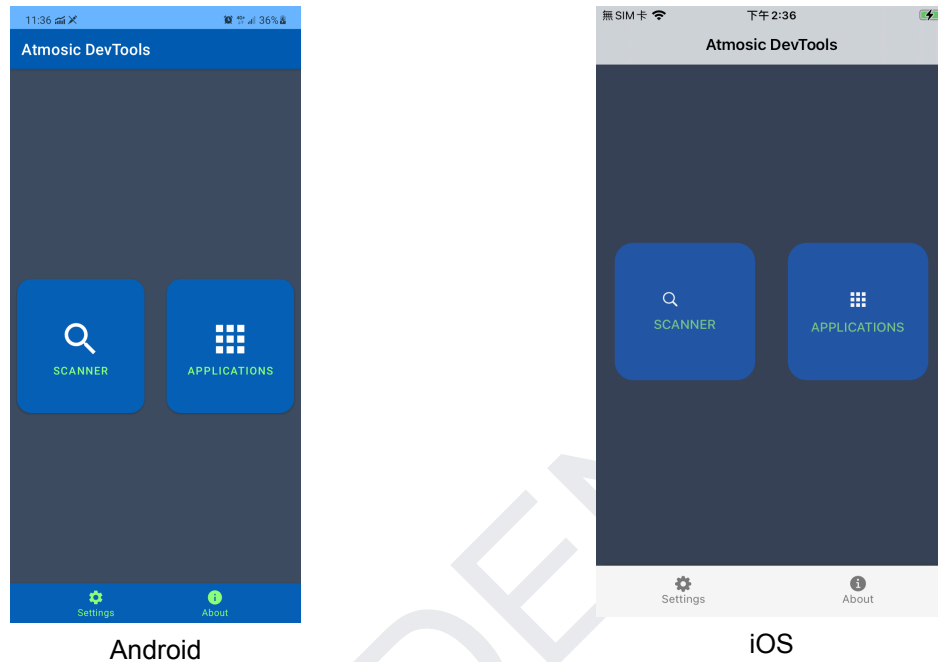 11:36 36%
Atmosic DevTools
SCANNER
APPLICATIONS
Settings
About
Android
無SIM卡 下午2:36
Atmosic DevTools
SCANNER
APPLICATIONS
Settings
About
iOS